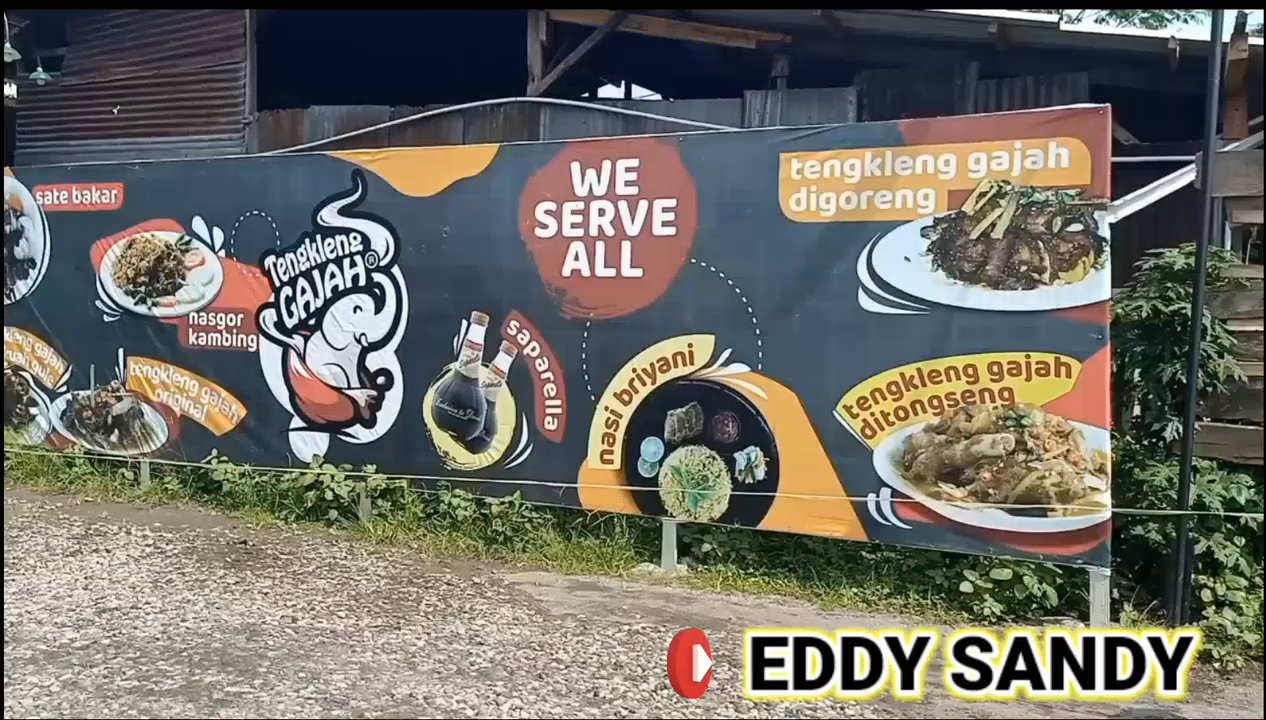 sate bakar
nasgor
kambing
tengkleng gajah
original
Tengkleng
GAJAH®
WE
SERVE
ALL
saparella
nasi briyani
tengkleng gajah
digoreng
tengkleng gajah
ditongseng
EDDY SANDY